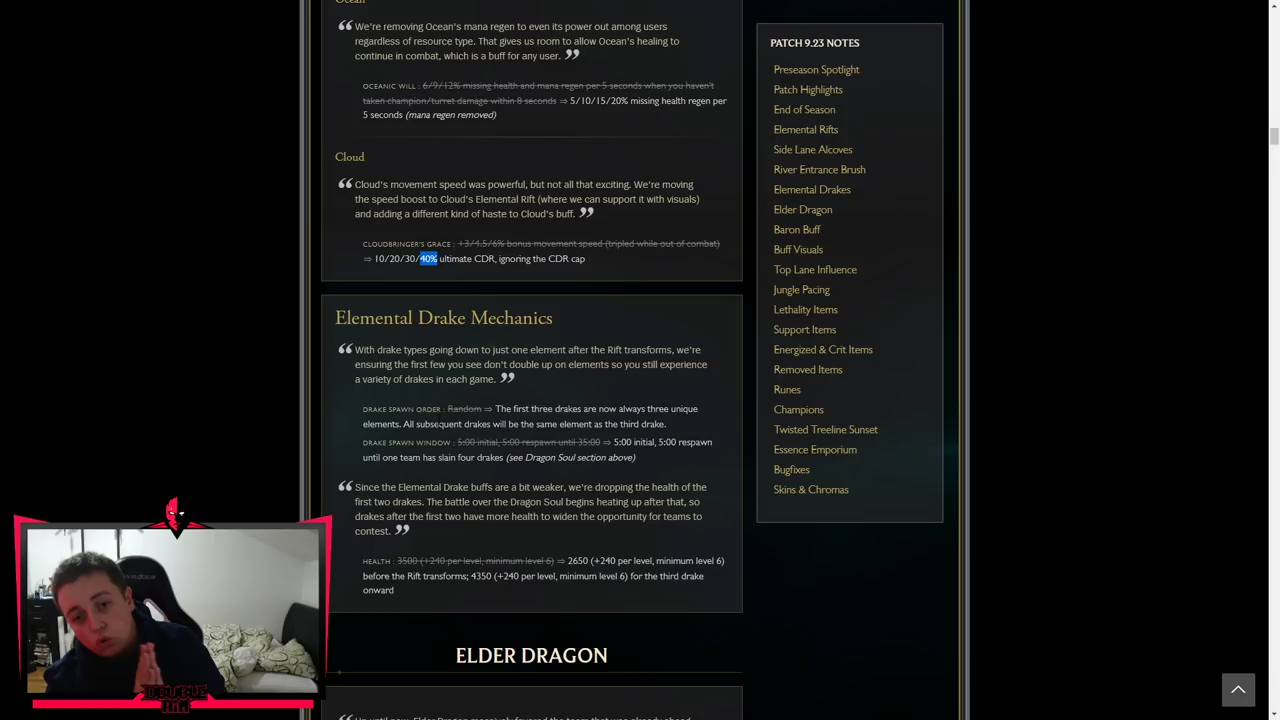 Ocean
We're removing Ocean's mana regen to even its power out among users
regardless of resource type. That gives us room to allow Ocean's healing to
continue in combat, which is a buff for any user.
OCEANIC WILL : 6/9/12% missing health and mana regen per 5 seconds when you haven't
taken champion/turret damage within 8 seconds ⇒ 5/10/15/20% missing health regen per
5 seconds (mana regen removed)
Cloud
Cloud's movement speed was powerful, but not all that exciting. We're moving
the speed boost to Cloud's Elemental Rift (where we can support it with visuals)
and adding a different kind of haste to Cloud's buff.
CLOUDBRINGER'S GRACE : +3/4.5/6% bonus movement speed (tripled while out of combat)
⇒ 10/20/30/40% ultimate CDR, ignoring the CDR cap
Elemental Drake Mechanics
With drake types going down to just one element after the Rift transforms, we're
ensuring the first few you see don't double up on elements so you still experience
a variety of drakes in each game.
DRAKE SPAWN ORDER : Random ⇒ The first three drakes are now always three unique
elements. All subsequent drakes will be the same element as the third drake.
DRAKE SPAWN WINDOW : 5:00 initial, 5:00 respawn until 35:00 ⇒ 5:00 initial, 5:00 respawn
until one team has slain four drakes (see Dragon Soul section above)
Since the Elemental Drake buffs are a bit weaker, we're dropping the health of the
first two drakes. The battle over the Dragon Soul begins heating up after that, so
drakes after the first two have more health to widen the opportunity for teams to
contest.
HEALTH : 3500 (+240 per level, minimum level 6) ⇒ 2650 (+240 per level, minimum level 6)
before the Rift transforms; 4350 (+240 per level, minimum level 6) for the third drake
onward
ELDER DRAGON
Up until now, Elder Dragon massively favored the team that was already ahead
PATCH 9.23 NOTES
Preseason Spotlight
Patch Highlights
End of Season
Elemental Rifts
Side Lane Alcoves
River Entrance Brush
Elemental Drakes
Elder Dragon
Baron Buff
Buff Visuals
Top Lane Influence
Jungle Pacing
Lethality Items
Support Items
Energized & Crit Items
Removed Items
Runes
Champions
Twisted Treeline Sunset
Essence Emporium
Bugfixes
Skins & Chromas